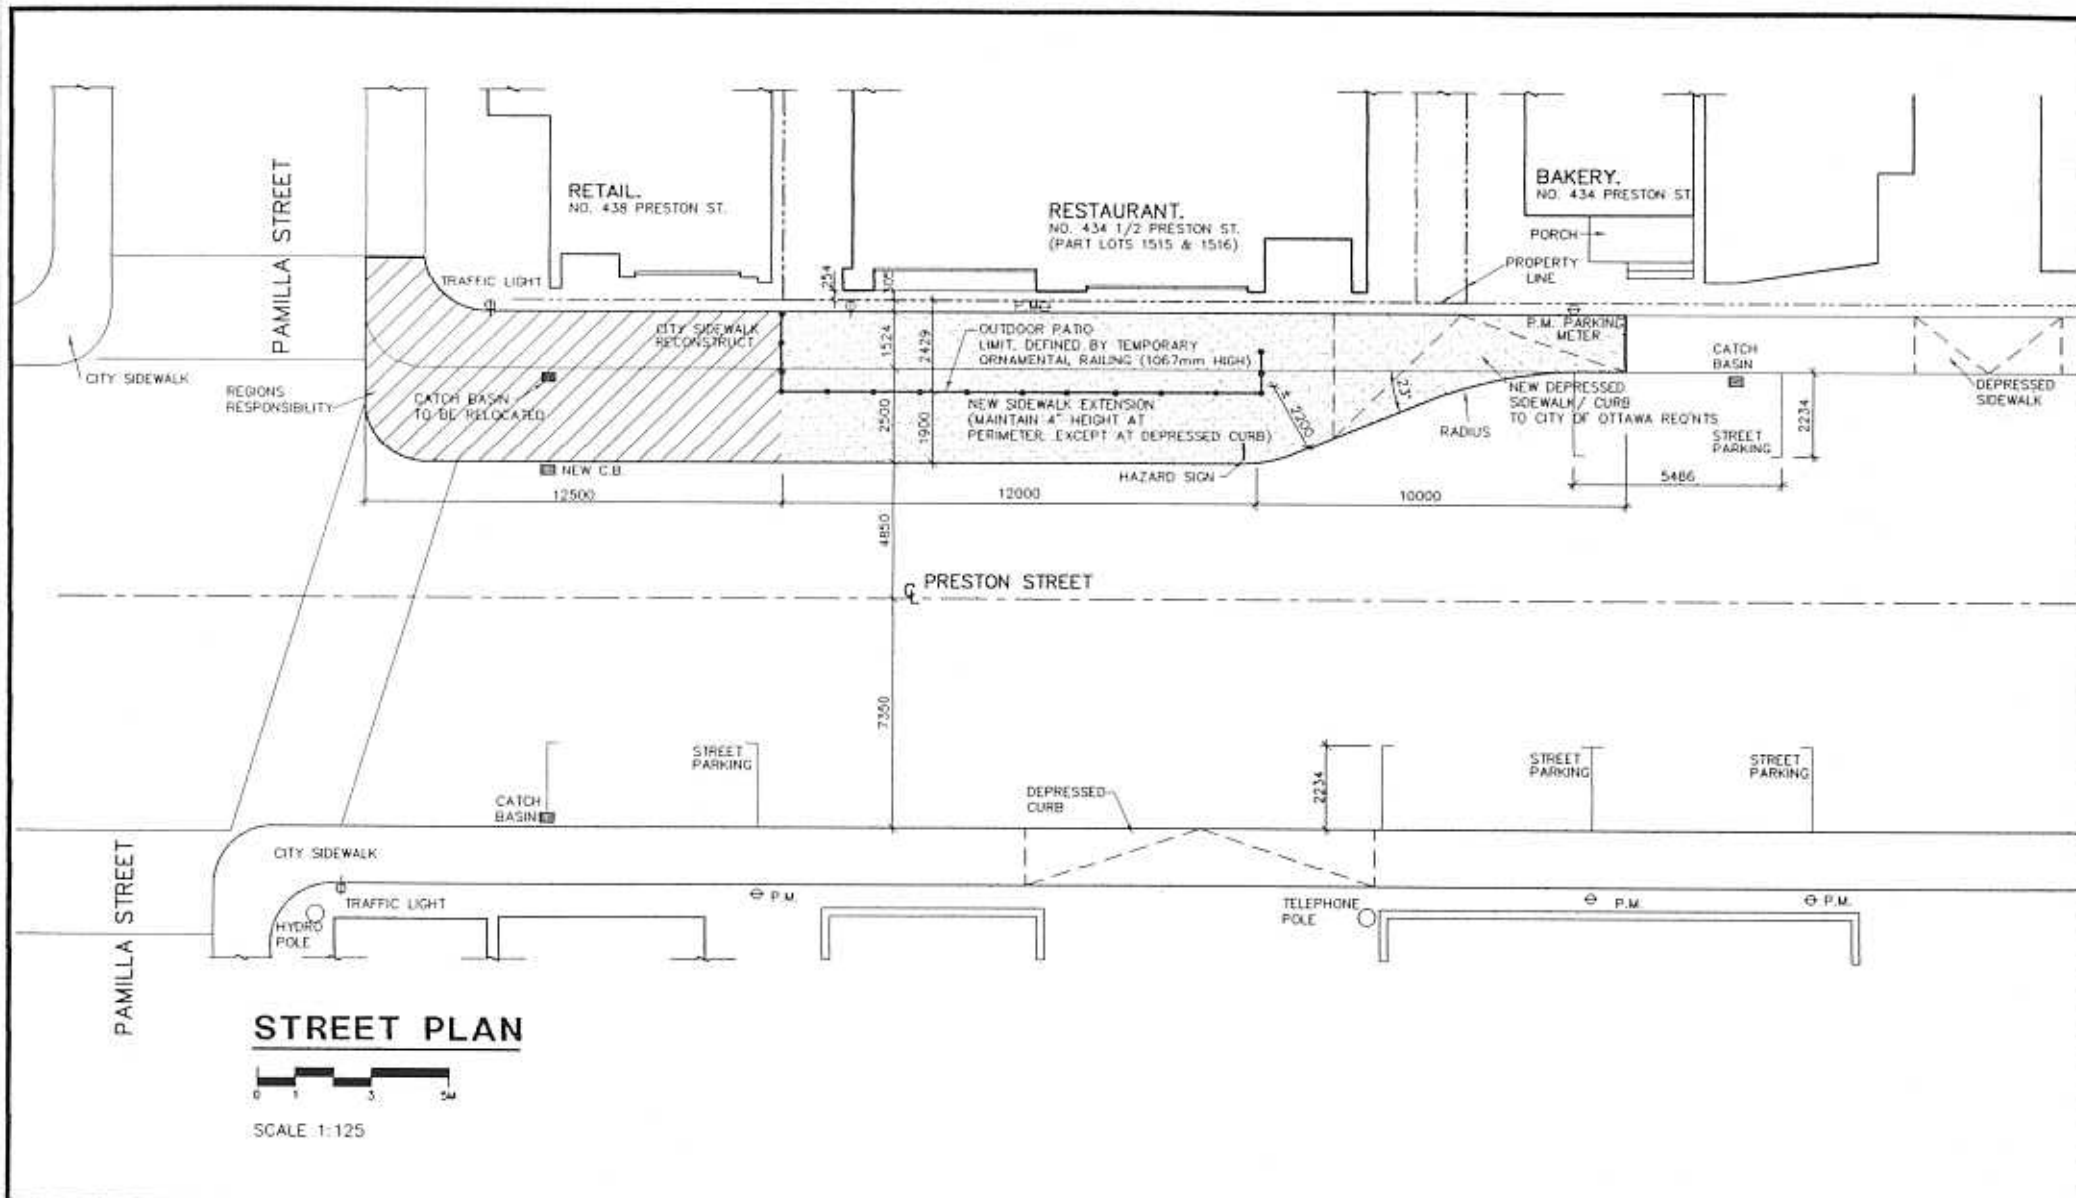 PAMILLA STREET
RETAIL.
NO. 438 PRESTON ST.
RESTAURANT.
NO. 434 1/2 PRESTON ST.
(PART LOTS 1515 & 1516)
BAKERY.
NO. 434 PRESTON ST.
PORCH
PROPERTY
LINE
TRAFFIC LIGHT
254
305
CITY SIDEWALK
RECONSTRUCT
1524
2429
OUTDOOR PATIO
LIMIT, DEFINED BY TEMPORARY
ORNAMENTAL RAILING (1067mm HIGH)
P.M. PARKING
METER
CATCH
BASIN
CITY SIDEWALK
REGIONS
RESPONSIBILITY
CATCH BASIN
TO BE RELOCATED
2500
1900
NEW SIDEWALK EXTENSION
(MAINTAIN 4" HEIGHT AT
PERIMETER EXCEPT AT DEPRESSED CURB)
± 2200
23°
NEW DEPRESSED
SIDEWALK/ CURB
TO CITY OF OTTAWA REQ'NTS
RADIUS
DEPRESSED
SIDEWALK
STREET
PARKING
2234
NEW C.B.
HAZARD SIGN
5486
12500
12000
10000
4850
℄ PRESTON STREET
7350
STREET
PARKING
STREET
PARKING
STREET
PARKING
2234
CATCH
BASIN
DEPRESSED
CURB
CITY SIDEWALK
PAMILLA STREET
TRAFFIC LIGHT
HYDRO
POLE
P.M.
TELEPHONE
POLE
P.M.
P.M.
STREET PLAN
0 1 3 5M
SCALE 1:125